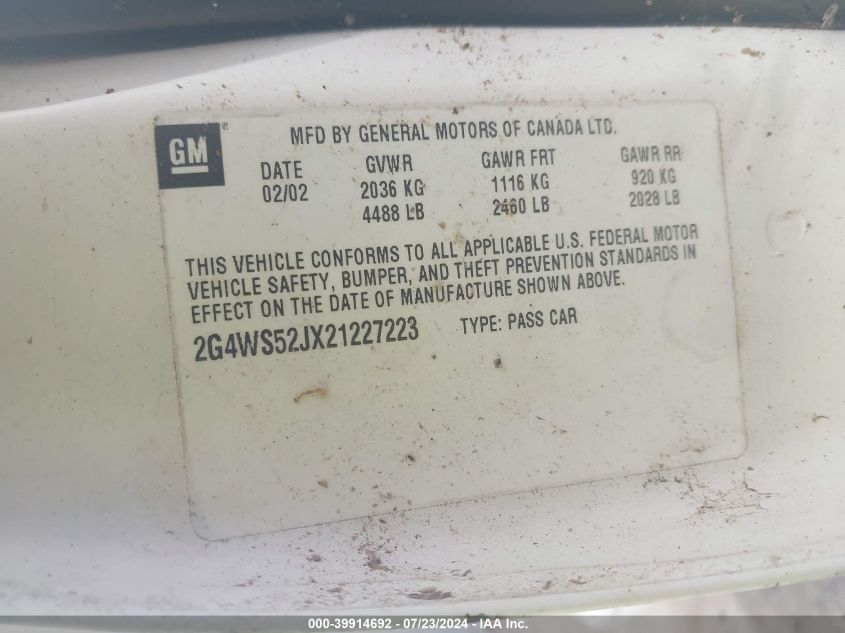 GM®
MFD BY GENERAL MOTORS OF CANADA LTD.
DATE GVWR GAWR FRT GAWR RR
02/02 2036 KG 1116 KG 920 KG
4488 LB 2460 LB 2028 LB
THIS VEHICLE CONFORMS TO ALL APPLICABLE U.S. FEDERAL MOTOR
VEHICLE SAFETY, BUMPER, AND THEFT PREVENTION STANDARDS IN
EFFECT ON THE DATE OF MANUFACTURE SHOWN ABOVE.
2G4WS52JX21227223 TYPE: PASS CAR
000-39914692 - 07/23/2024 - IAA Inc.